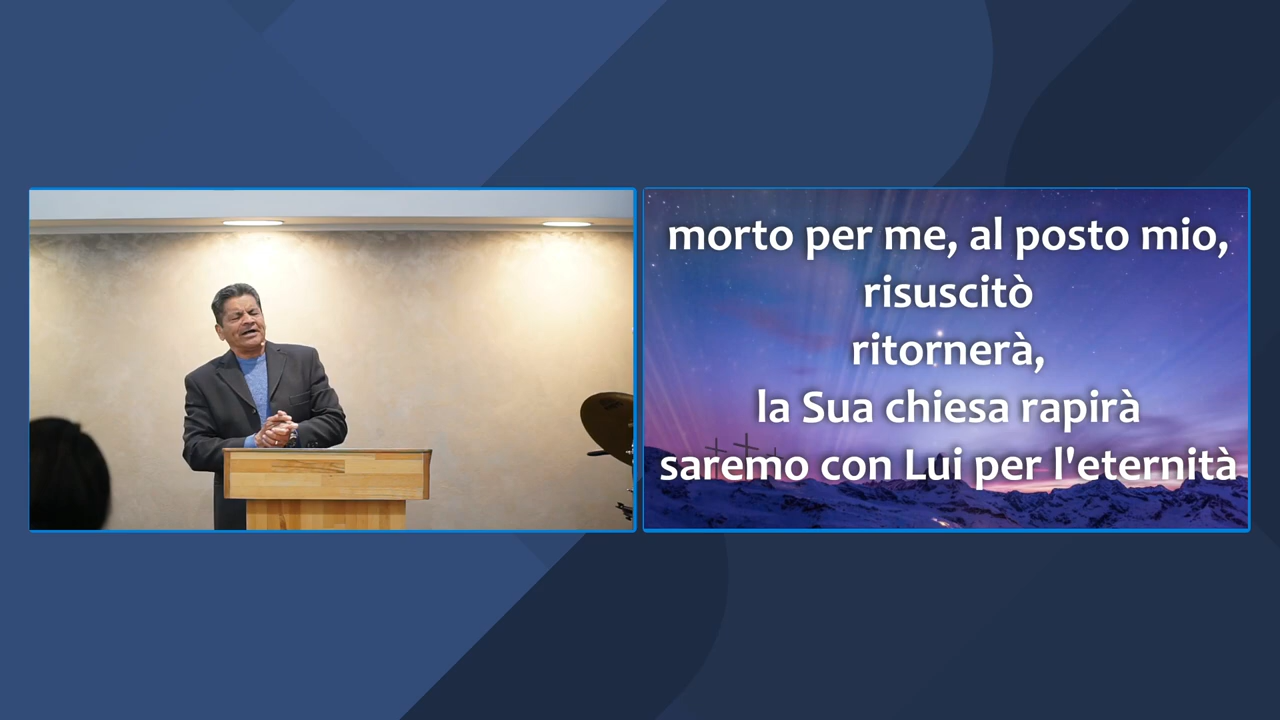 morto per me, al posto mio,
risuscitò
ritornerà,
la Sua chiesa rapirà
saremo con Lui per l'eternità